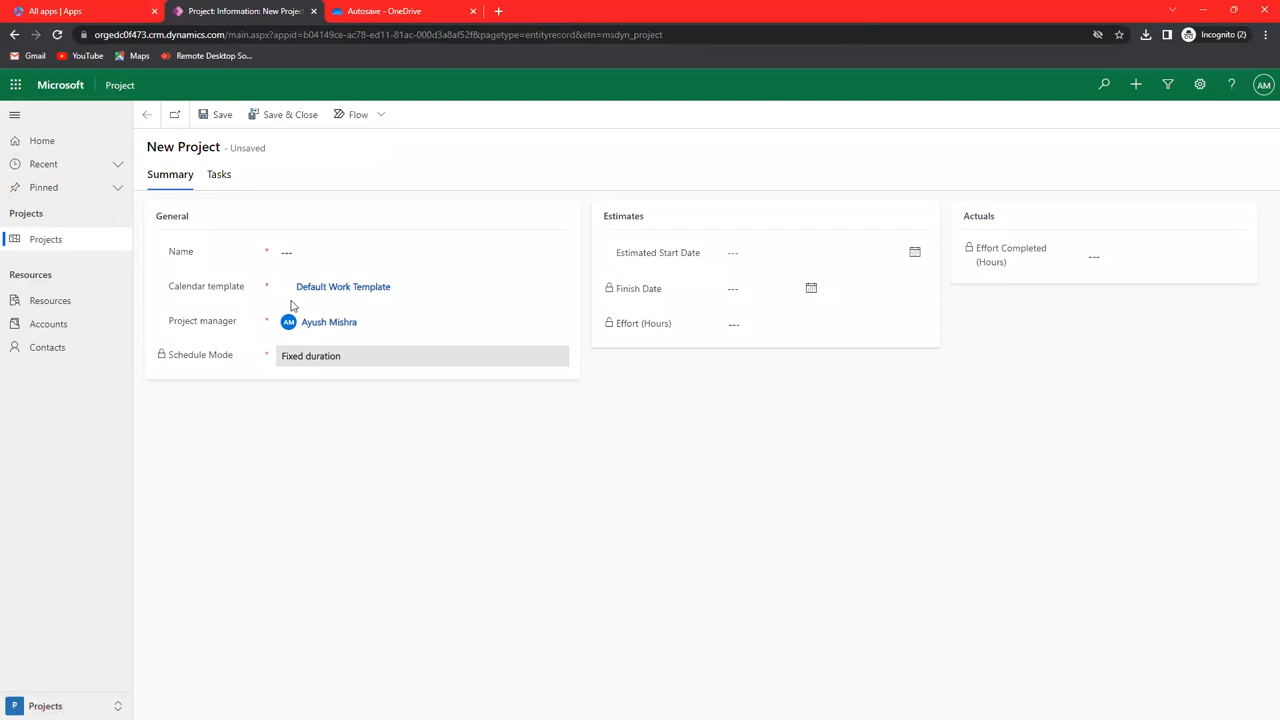 All apps | Apps
Project: Information: New Projec
Autosave - OneDrive
orgedc0f473.crm.dynamics.com/main.aspx?appid=b04149ce-ac78-ed11-81ac-000d3a8af52f&pagetype=entityrecord&etn=msdyn_project
Incognito (2)
Gmail
YouTube
Maps
Remote Desktop So...
Microsoft
Project
AM
Save
Save & Close
Flow
Home
Recent
Pinned
Projects
Projects
Resources
Resources
Accounts
Contacts
New Project - Unsaved
Summary
Tasks
General
Name * ---
Calendar template * Default Work Template
Project manager * AM Ayush Mishra
Schedule Mode * Fixed duration
Estimates
Estimated Start Date ---
Finish Date ---
Effort (Hours) ---
Actuals
Effort Completed
(Hours) ---
P Projects